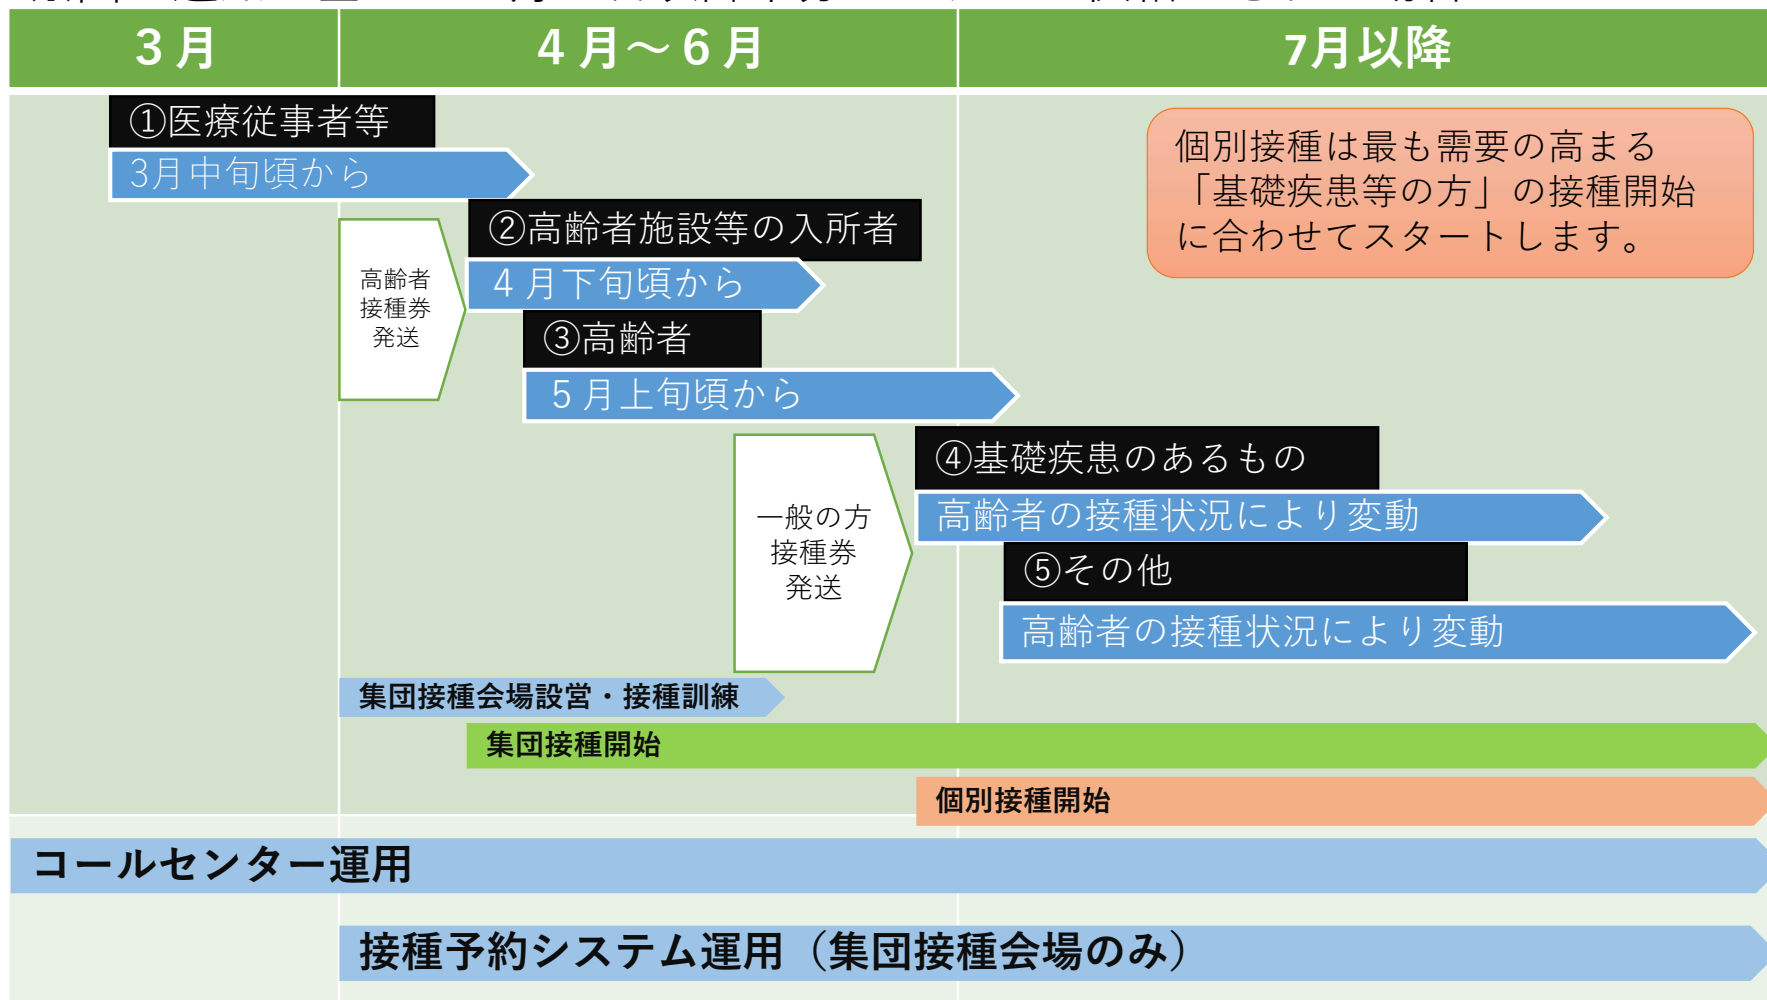 3月
4月～6月
7月以降
①医療従事者等
3月中旬頃から
個別接種は最も需要の高まる
「基礎疾患等の方」の接種開始
に合わせてスタートします。
②高齢者施設等の入所者
4月下旬頃から
高齢者
接種券
発送
③高齢者
5月上旬頃から
④基礎疾患のあるもの
高齢者の接種状況により変動
一般の方
接種券
発送
⑤その他
高齢者の接種状況により変動
集団接種会場設営・接種訓練
集団接種開始
個別接種開始
コールセンター運用
接種予約システム運用（集団接種会場のみ）